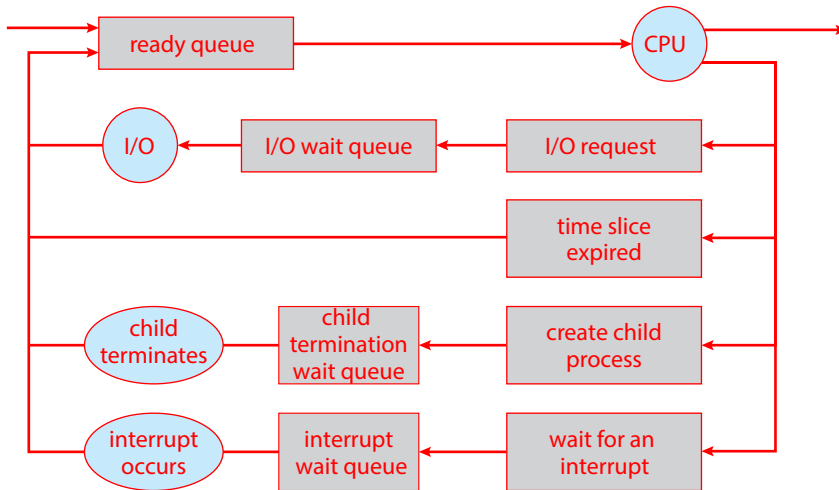 ready queue
CPU
I/O
I/O wait queue
I/O request
time slice
expired
child
terminates
child
termination
wait queue
create child
process
interrupt
occurs
interrupt
wait queue
wait for an
interrupt